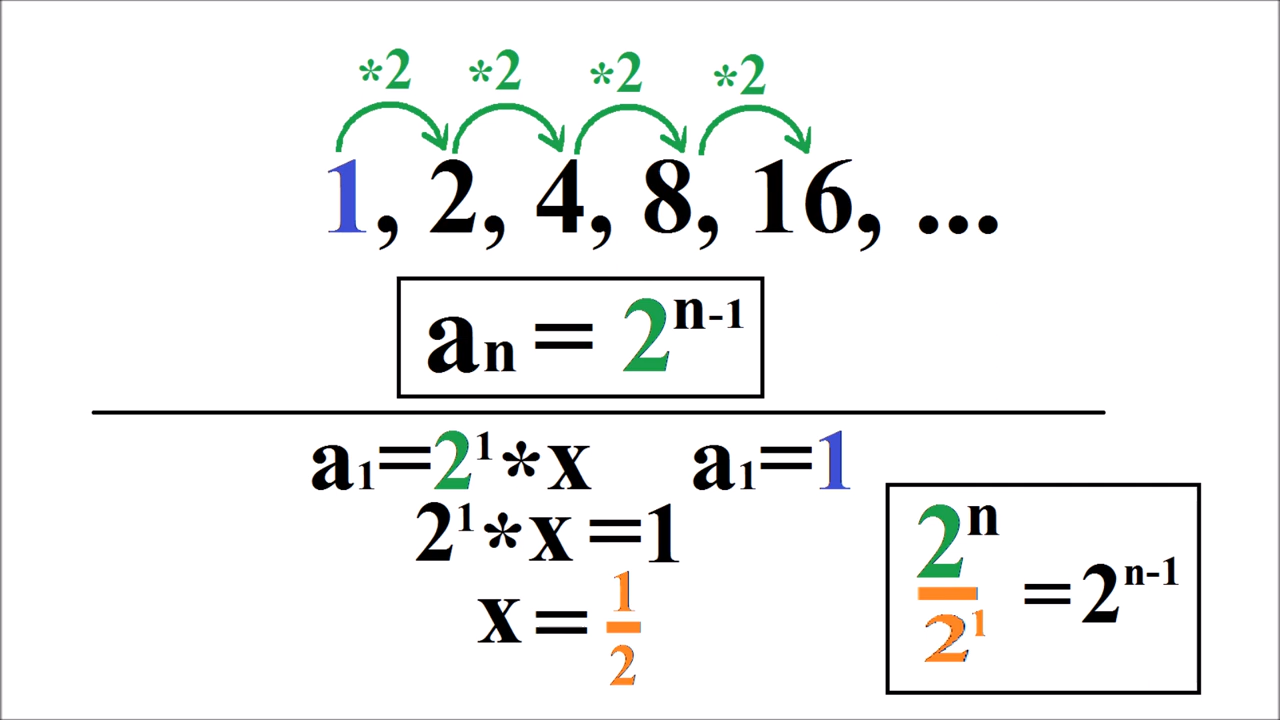 *2 *2 *2 *2
1, 2, 4, 8, 16, ...
aₙ = 2ⁿ⁻¹
a₁=2¹*x a₁=1
2¹*x=1
x=1/2
2ⁿ/2¹ =2ⁿ⁻¹